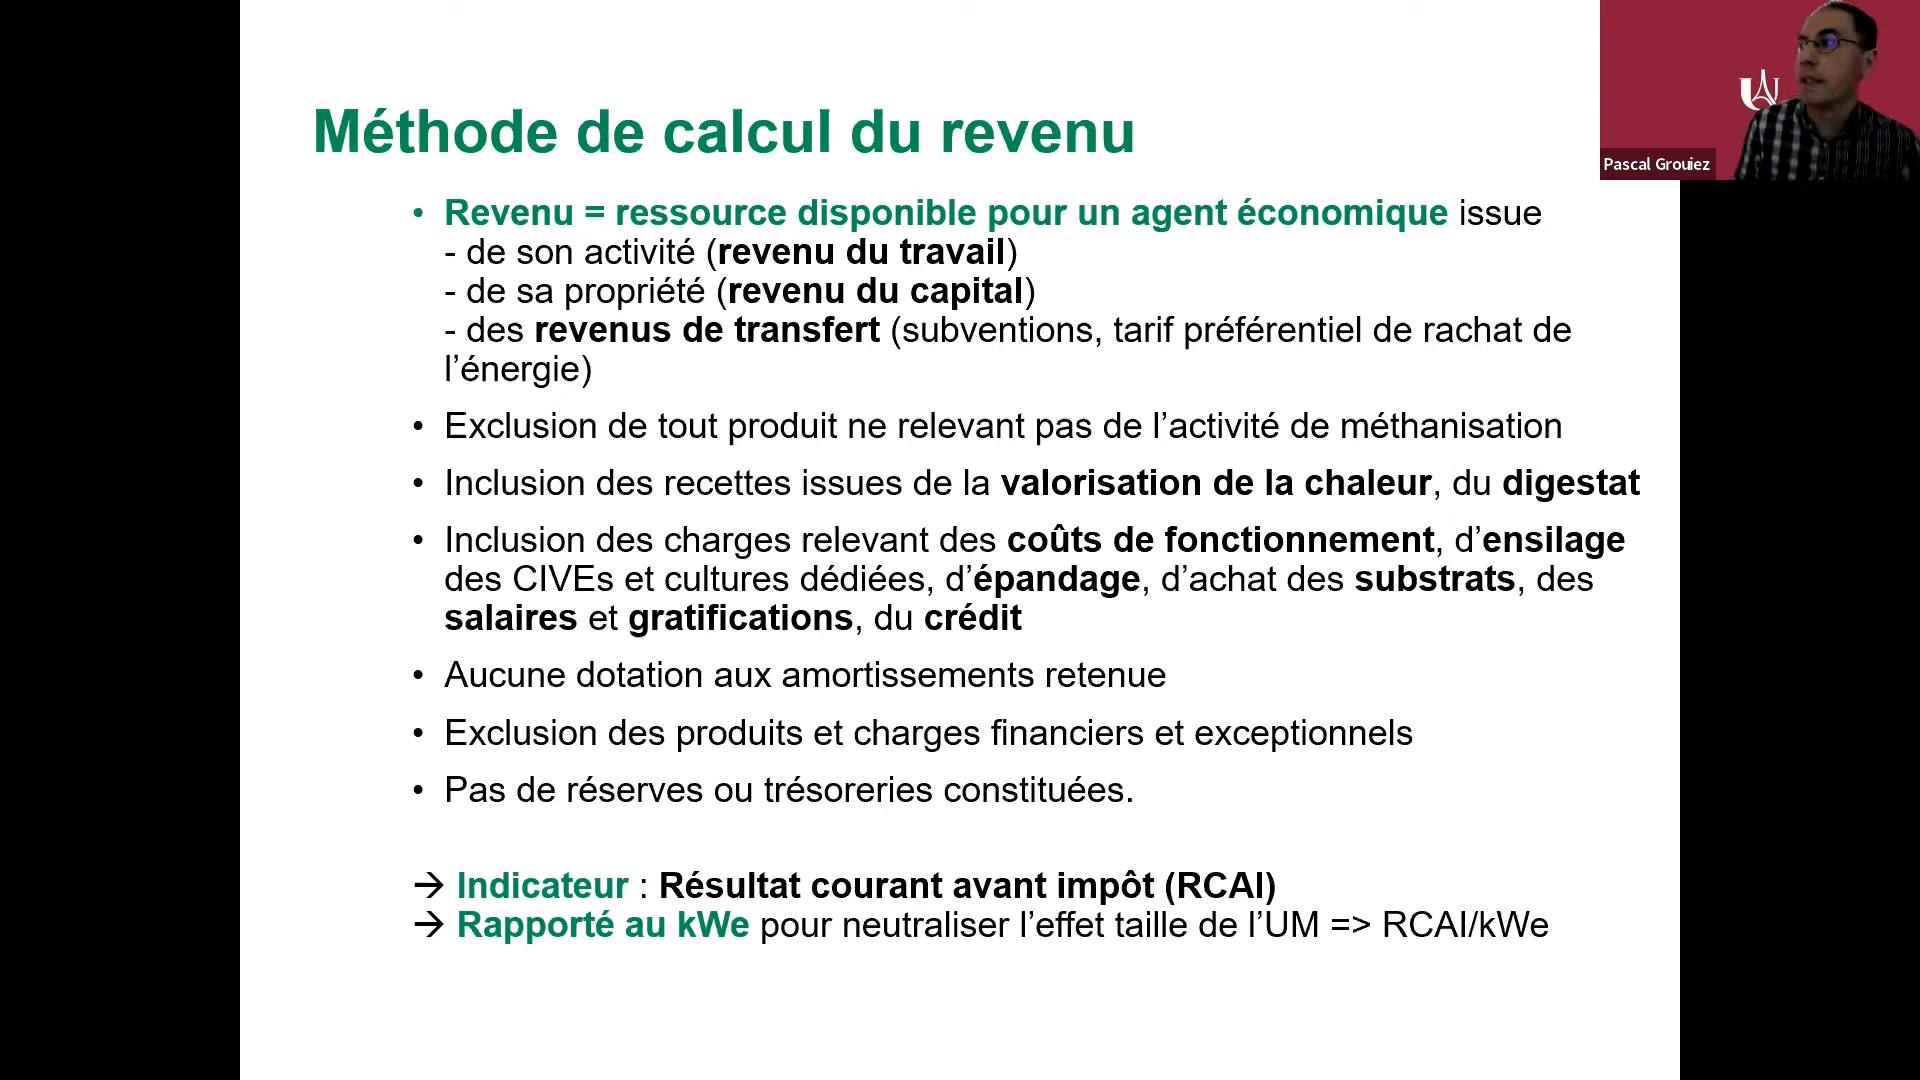 Méthode de calcul du revenu
• Revenu = ressource disponible pour un agent économique issue
- de son activité (revenu du travail)
- de sa propriété (revenu du capital)
- des revenus de transfert (subventions, tarif préférentiel de rachat de
l’énergie)
• Exclusion de tout produit ne relevant pas de l’activité de méthanisation
• Inclusion des recettes issues de la valorisation de la chaleur, du digestat
• Inclusion des charges relevant des coûts de fonctionnement, d’ensilage
des CIVEs et cultures dédiées, d’épandage, d’achat des substrats, des
salaires et gratifications, du crédit
• Aucune dotation aux amortissements retenue
• Exclusion des produits et charges financiers et exceptionnels
• Pas de réserves ou trésoreries constituées.
→ Indicateur : Résultat courant avant impôt (RCAI)
→ Rapporté au kWe pour neutraliser l’effet taille de l’UM => RCAI/kWe
Pascal Grouiez